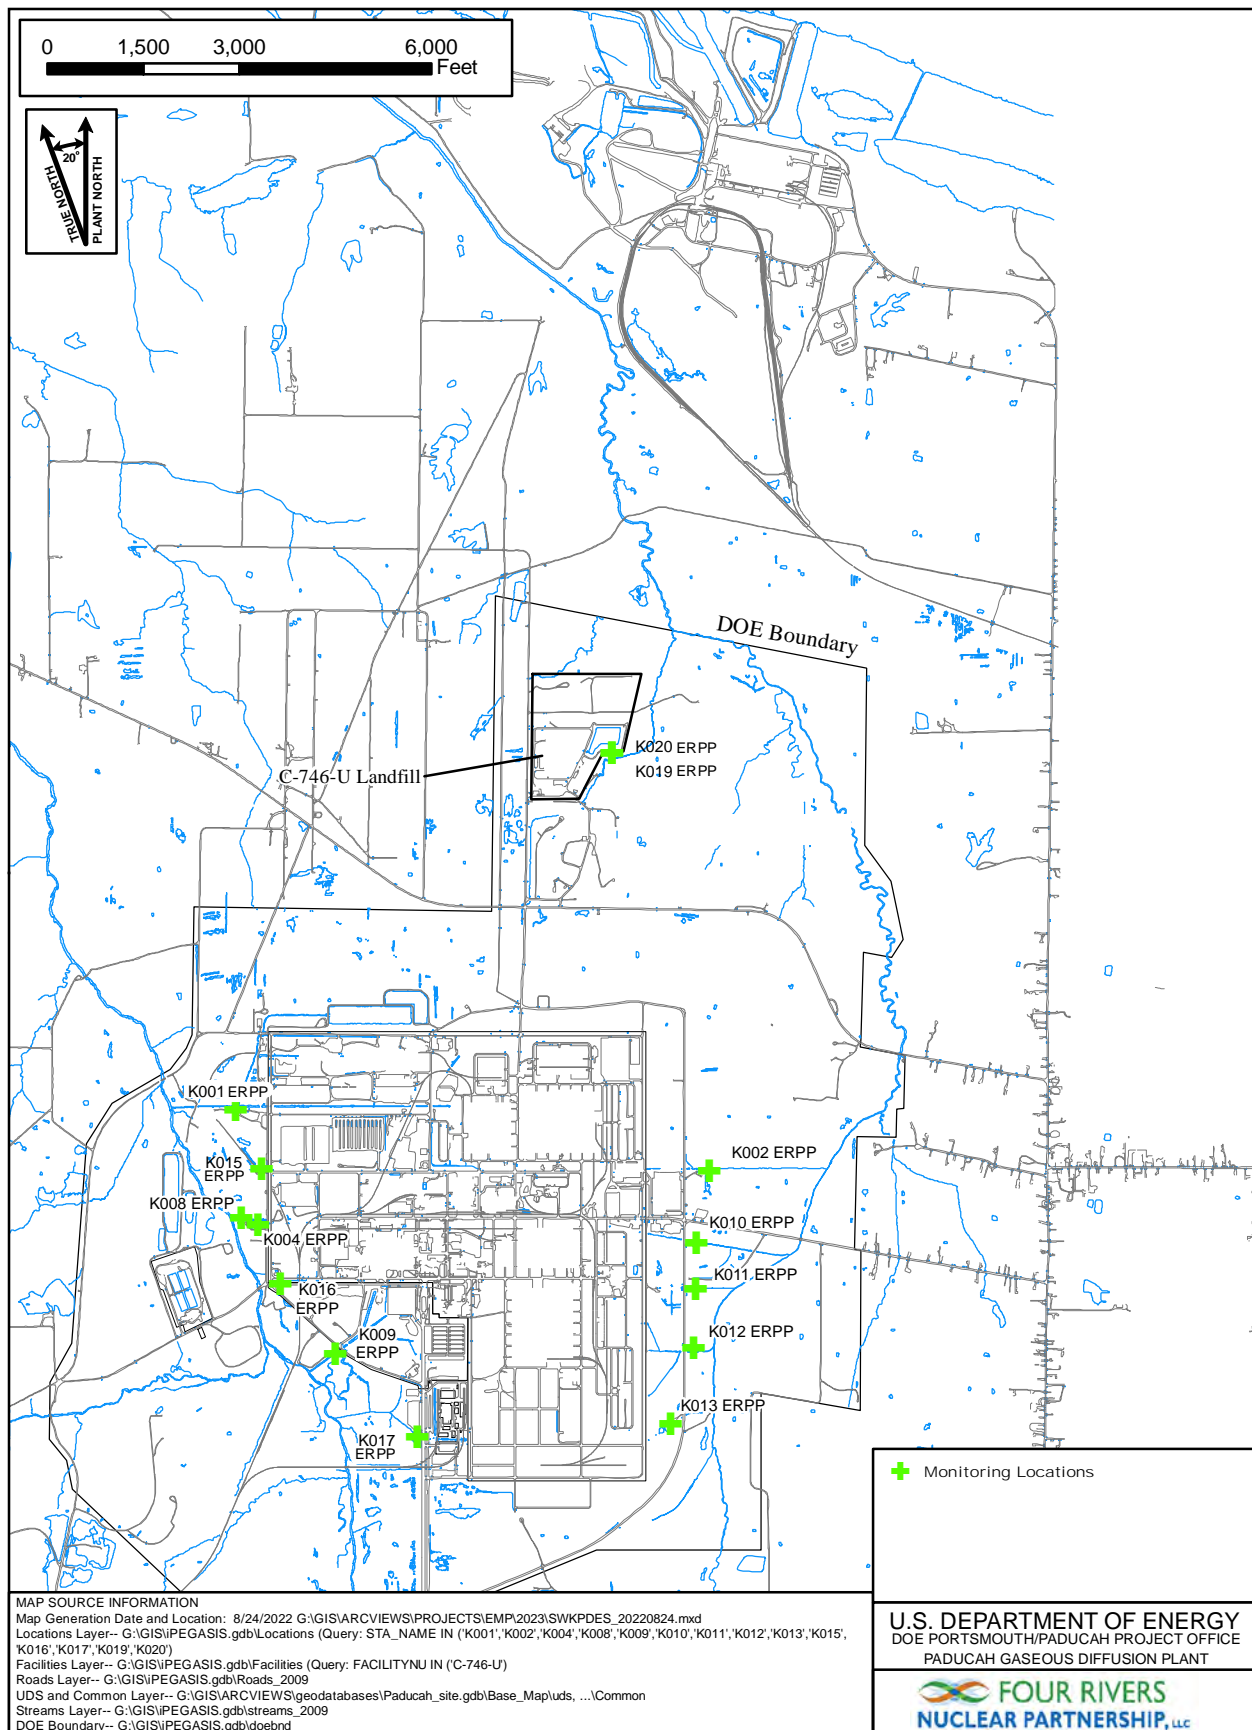 0 1,500 3,000 6,000
Feet
20°
TRUE NORTH
PLANT NORTH
DOE Boundary
K020 ERPP
K019 ERPP
C-746-U Landfill
K001 ERPP
K015
ERPP
K002 ERPP
K008 ERPP
K004 ERPP
K010 ERPP
K011 ERPP
K016
ERPP
K009
ERPP
K012 ERPP
K013 ERPP
K017
ERPP
Monitoring Locations
MAP SOURCE INFORMATION
Map Generation Date and Location: 8/24/2022 G:\GIS\ARCVIEWS\PROJECTS\EMP\2023\SWKPDES_20220824.mxd
Locations Layer-- G:\GIS\iPEGASIS.gdb\Locations (Query: STA_NAME IN ('K001','K002','K004','K008','K009','K010','K011','K012','K013','K015',
'K016','K017','K019','K020')
Facilities Layer-- G:\GIS\iPEGASIS.gdb\Facilities (Query: FACILITYNU IN ('C-746-U')
Roads Layer-- G:\GIS\iPEGASIS.gdb\Roads_2009
UDS and Common Layer-- G:\GIS\ARCVIEWS\geodatabases\Paducah_site.gdb\Base_Map\uds, ...\Common
Streams Layer-- G:\GIS\iPEGASIS.gdb\streams_2009
DOE Boundary-- G:\GIS\iPEGASIS.gdb\doebnd
U.S. DEPARTMENT OF ENERGY
DOE PORTSMOUTH/PADUCAH PROJECT OFFICE
PADUCAH GASEOUS DIFFUSION PLANT
FOUR RIVERS
NUCLEAR PARTNERSHIP, LLC